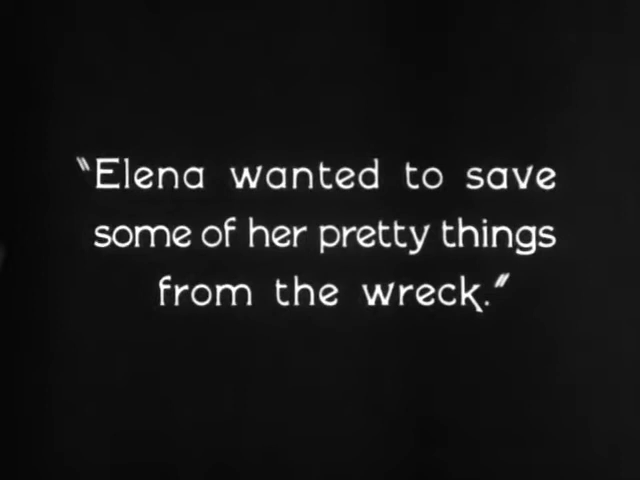 "Elena wanted to save
some of her pretty things
from the wreck."